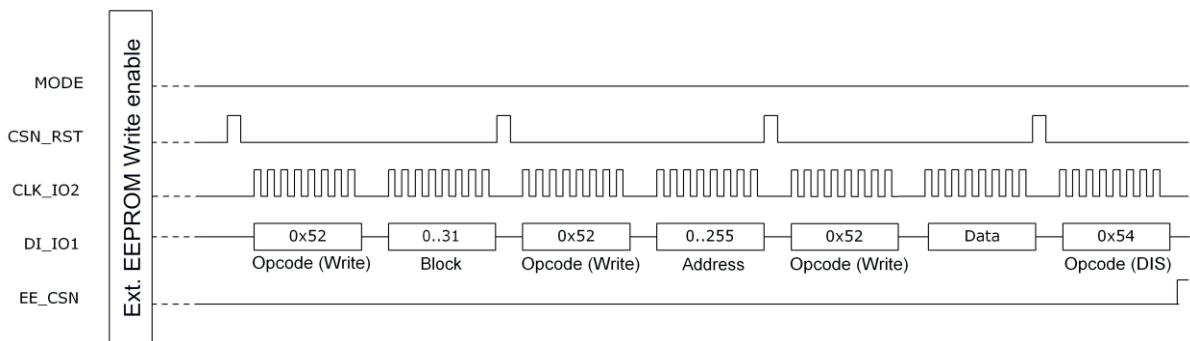 Ext. EEPROM Write enable
MODE
CSN_RST
CLK_IO2
DI_IO1
0x52
0..31
0x52
0..255
0x52
Data
0x54
Opcode (Write)
Block
Opcode (Write)
Address
Opcode (Write)
Opcode (DIS)
EE_CSN